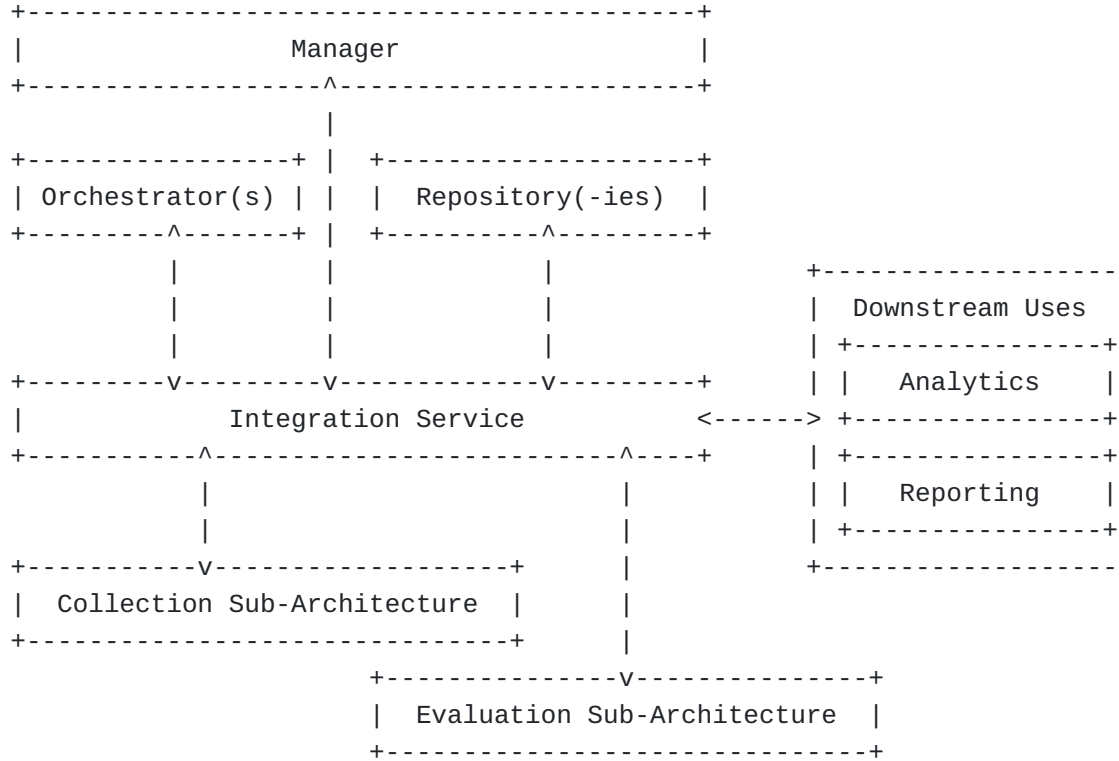 Manager
Orchestrator(s) Repository(-ies)
Downstream Uses
Analytics
Integration Service
Reporting
Collection Sub-Architecture
Evaluation Sub-Architecture